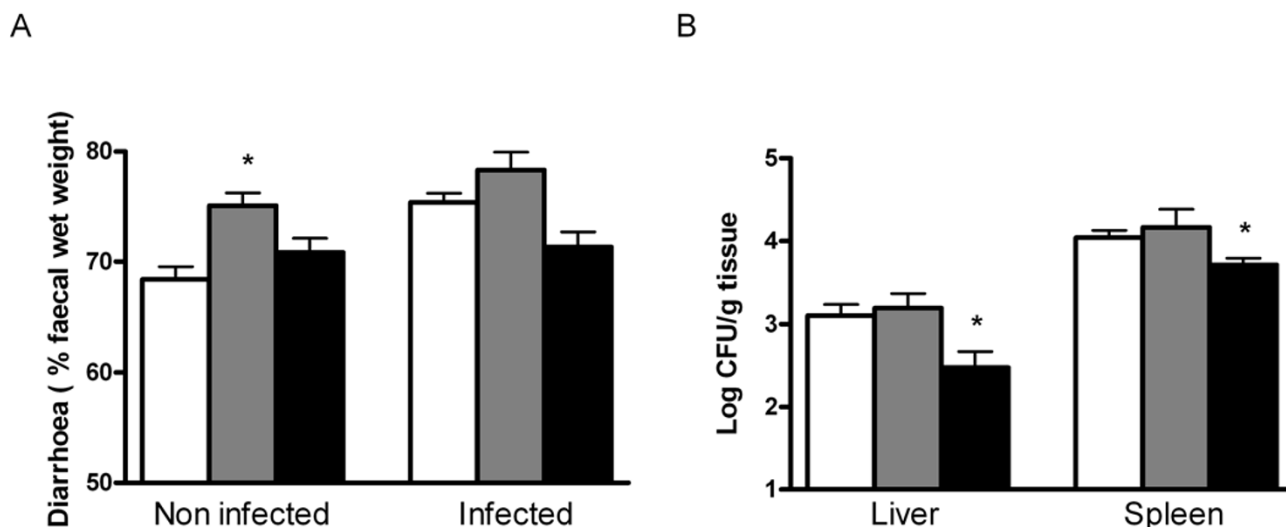 A
B
Diarrhoea ( % faecal wet weight)
80
70
60
50
*
Non infected
Infected
Log CFU/g tissue
5
4
3
2
1
*
*
Liver
Spleen